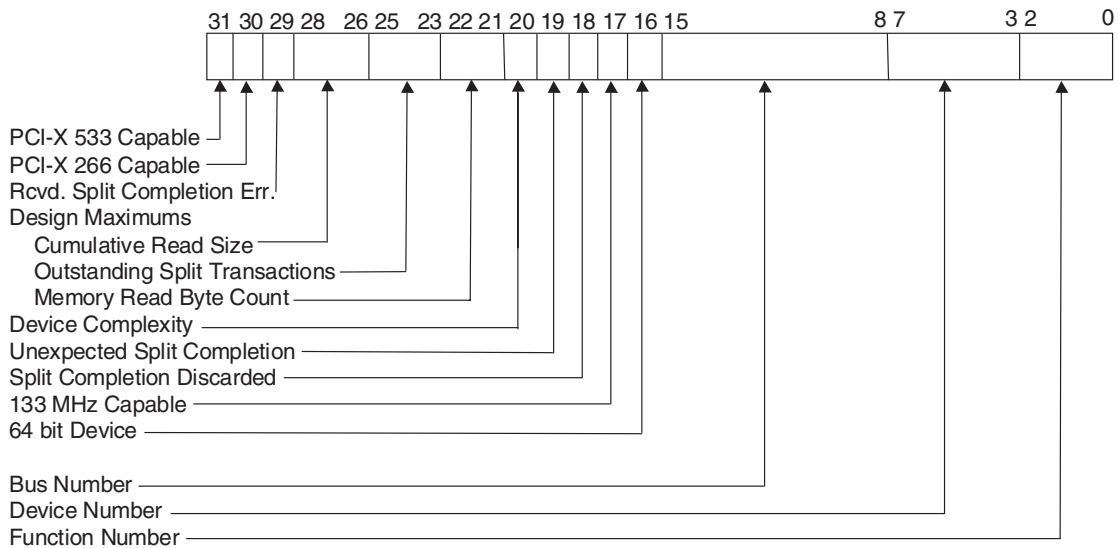 31 30 29 28 26 25 23 22 21 20 19 18 17 16 15 8 7 3 2 0
PCI-X 533 Capable
PCI-X 266 Capable
Rcvd. Split Completion Err.
Design Maximums
Cumulative Read Size
Outstanding Split Transactions
Memory Read Byte Count
Device Complexity
Unexpected Split Completion
Split Completion Discarded
133 MHz Capable
64 bit Device
Bus Number
Device Number
Function Number